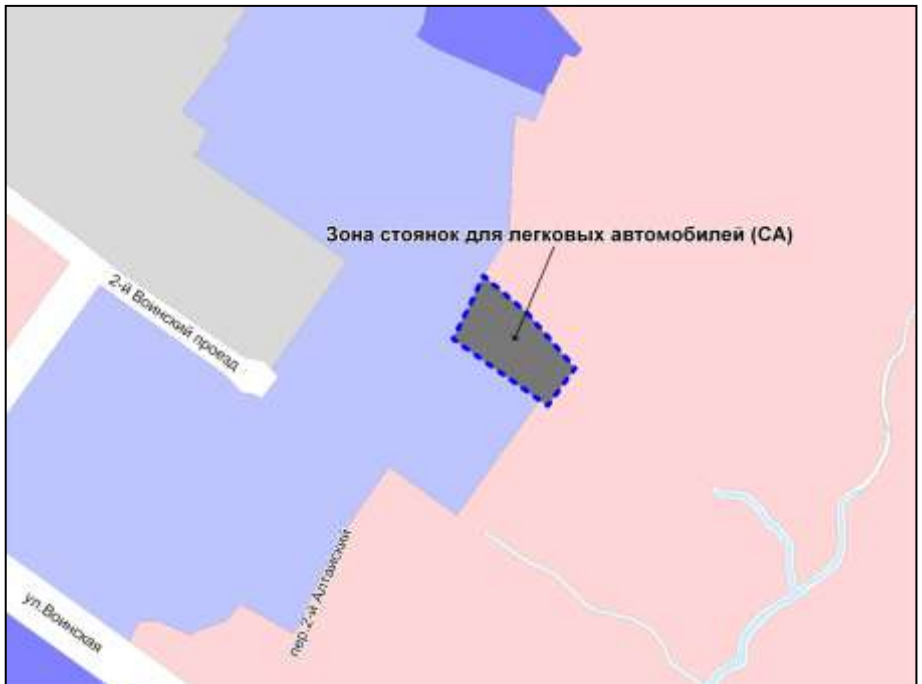 Зона стоянок для легковых автомобилей (СА)
2-й Воинский проезд
пер.2-й Алтайский
ул.Воинская